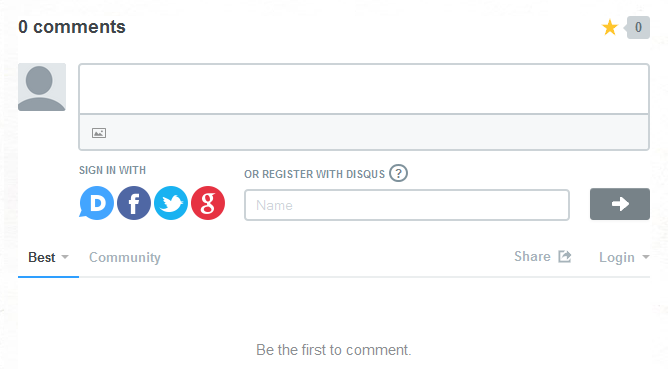 0 comments
0
SIGN IN WITH
OR REGISTER WITH DISQUS ?
D f g
Name
Best
Community
Share
Login
Be the first to comment.